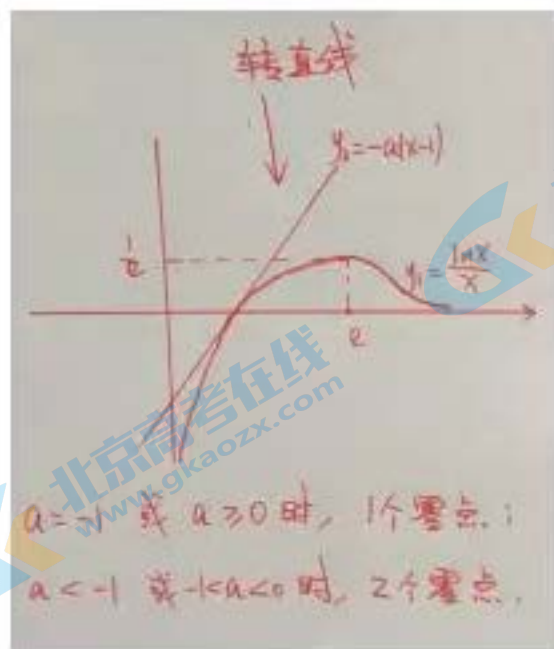 转直线
y₂=-a(x-1)
1/e
y₁=lnx/x
e
北京高考在线
www.gkaozx.com
a=-1 或 a≥0 时, 1个零点;
a<-1 或-1<a<0 时, 2个零点.